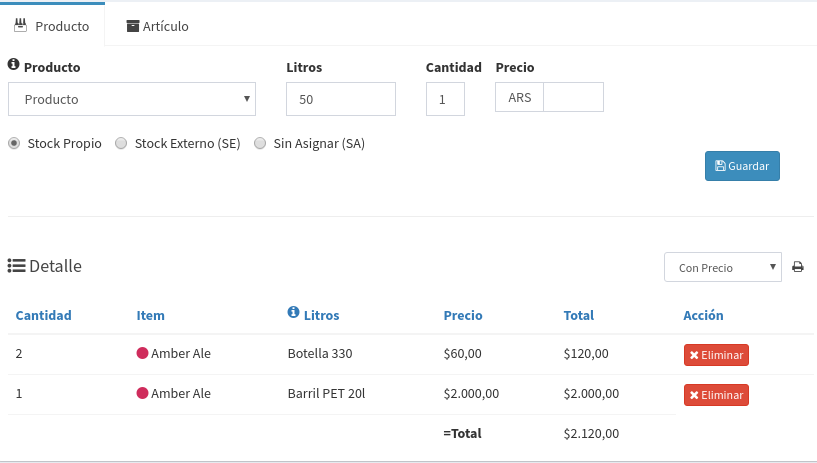 Producto Artículo
Producto Litros Cantidad Precio
Producto 50 1 ARS
Stock Propio Stock Externo (SE) Sin Asignar (SA)
Guardar
Detalle Con Precio
Cantidad Item Litros Precio Total Acción
2 Amber Ale Botella 330 $60,00 $120,00 Eliminar
1 Amber Ale Barril PET 20l $2.000,00 $2.000,00 Eliminar
=Total $2.120,00